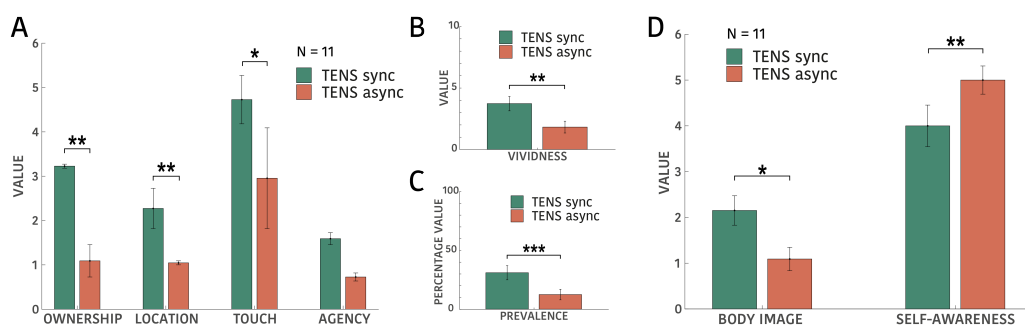 A
6
5
4
3
2
1
0
VALUE
N = 11
TENS sync
TENS async
**
**
*
OWNERSHIP LOCATION TOUCH AGENCY
B
10
5
0
VALUE
TENS sync
TENS async
**
VIVIDNESS
C
100
50
0
PERCENTAGE VALUE
TENS sync
TENS async
***
PREVALENCE
D
6
5
4
3
2
1
0
VALUE
N = 11
TENS sync
TENS async
*
**
BODY IMAGE SELF-AWARENESS